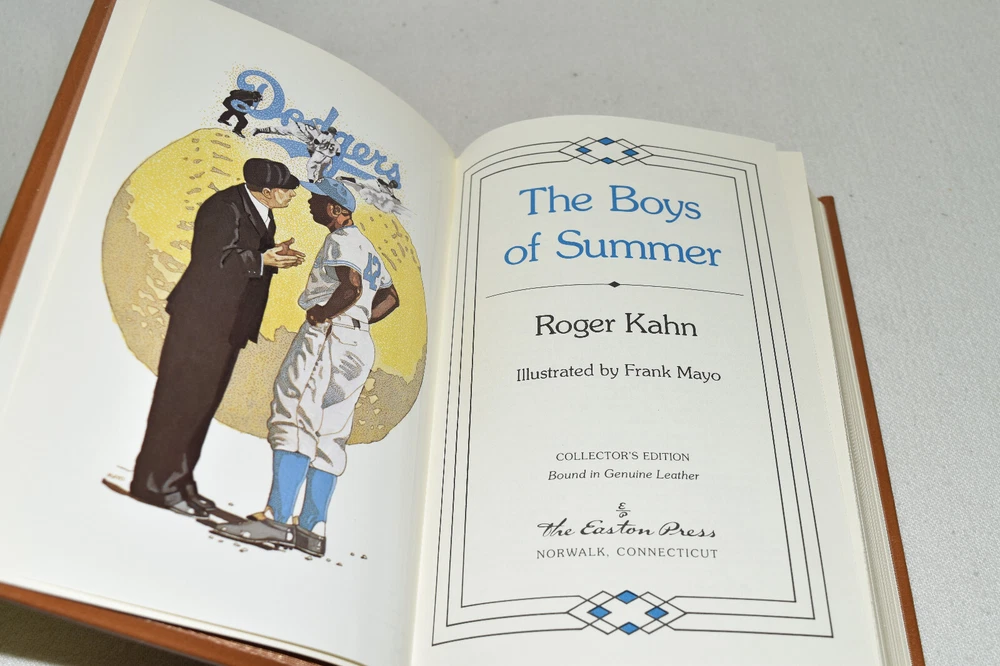 Dodgers
42
The Boys
of Summer
Roger Kahn
Illustrated by Frank Mayo
COLLECTOR'S EDITION
Bound in Genuine Leather
E
P
The Easton Press
NORWALK, CONNECTICUT